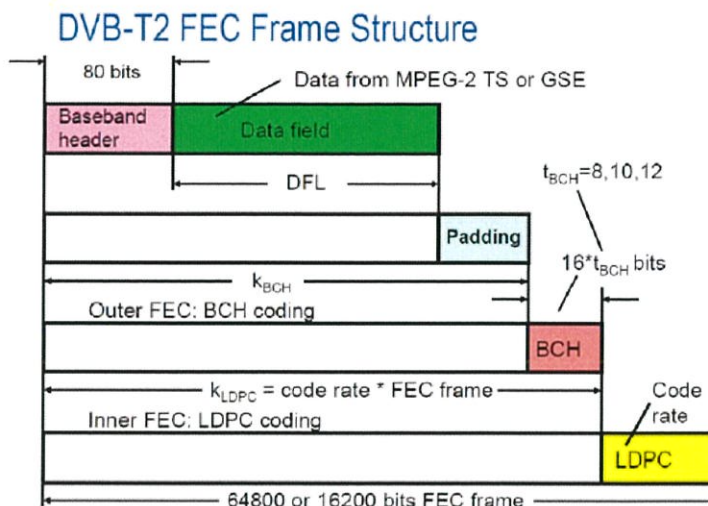 DVB-T2 FEC Frame Structure
80 bits
Data from MPEG-2 TS or GSE
Baseband
header
Data field
DFL
t_BCH=8,10,12
Padding
16*t_BCH bits
k_BCH
Outer FEC: BCH coding
BCH
k_LDPC = code rate * FEC frame
Code
rate
Inner FEC: LDPC coding
LDPC
64800 or 16200 bits FEC frame